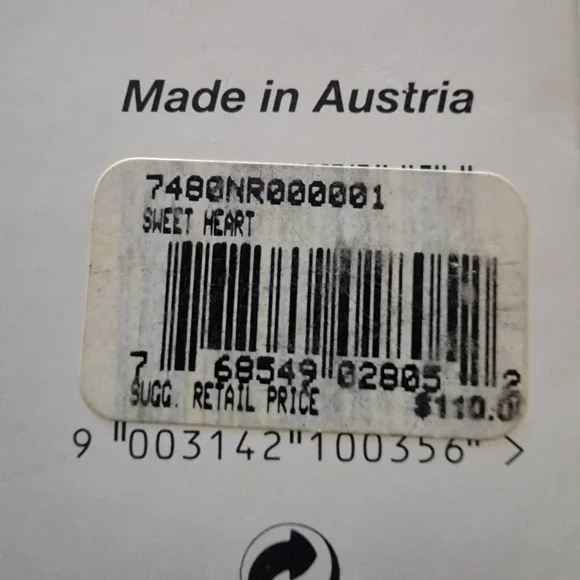 Made in Austria
7480NR000001
SWEET HEART
7 68549 02805 2
SUGG. RETAIL PRICE $110.0
9 "003142"100356" >